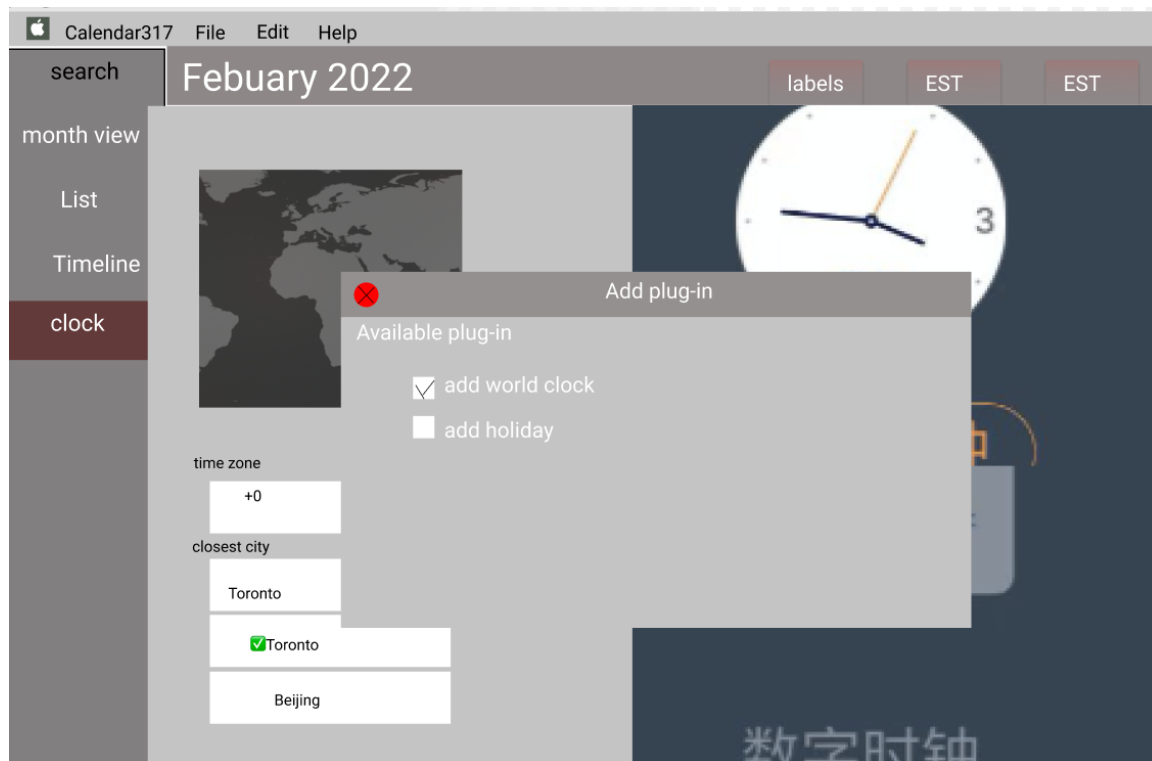 Calendar317 File Edit Help
search
Febuary 2022
labels EST EST
month view
List
Timeline
clock
3
Add plug-in
Available plug-in
add world clock
add holiday
time zone
+0
closest city
Toronto
✅Toronto
Beijing
数字时钟